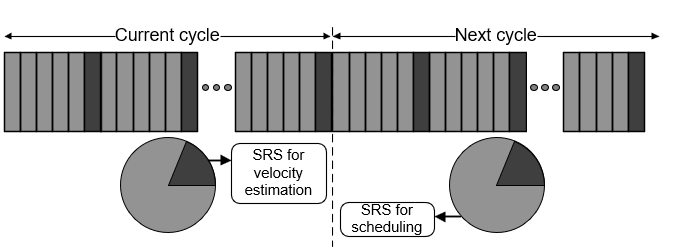 Current cycle
Next cycle
SRS for
velocity
estimation
SRS for
scheduling